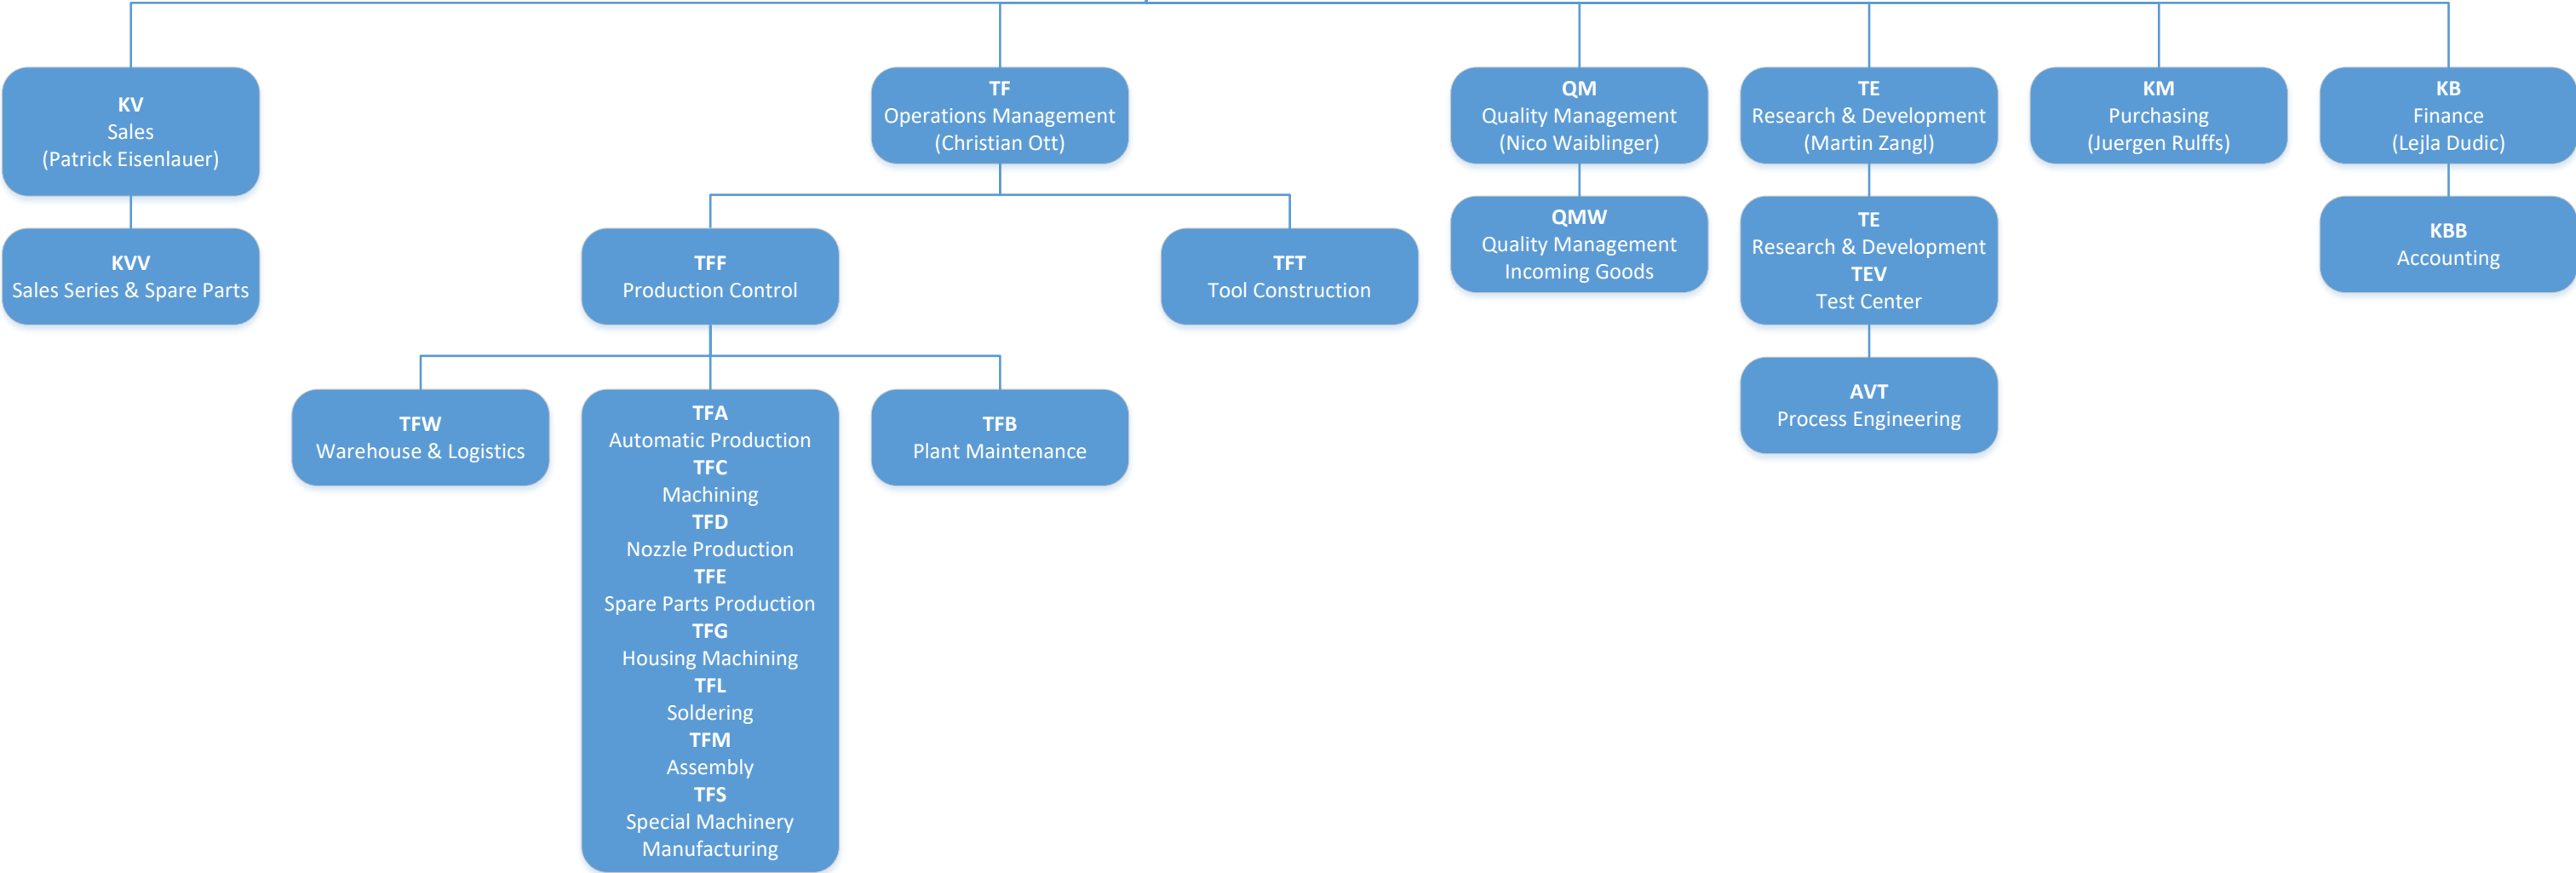 KV
Sales
(Patrick Eisenlauer)
TF
Operations Management
(Christian Ott)
QM
Quality Management
(Nico Waiblinger)
TE
Research & Development
(Martin Zangl)
KM
Purchasing
(Juergen Rulffs)
KB
Finance
(Lejla Dudic)
KVV
Sales Series & Spare Parts
TFF
Production Control
TFT
Tool Construction
QMW
Quality Management
Incoming Goods
TE
Research & Development
TEV
Test Center
KBB
Accounting
TFW
Warehouse & Logistics
TFA
Automatic Production
TFC
Machining
TFD
Nozzle Production
TFE
Spare Parts Production
TFG
Housing Machining
TFL
Soldering
TFM
Assembly
TFS
Special Machinery
Manufacturing
TFB
Plant Maintenance
AVT
Process Engineering